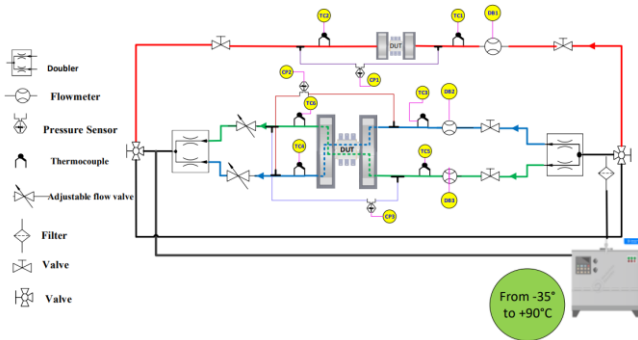 TC2
TC1
DB1
DUT
CP1
Doubler
Flowmeter
Pressure Sensor
Thermocouple
Adjustable flow valve
Filter
Valve
Valve
CP2
TC6
TC3
DB2
DUT
TC4
TC5
DB3
CP3
From -35°
to +90°C